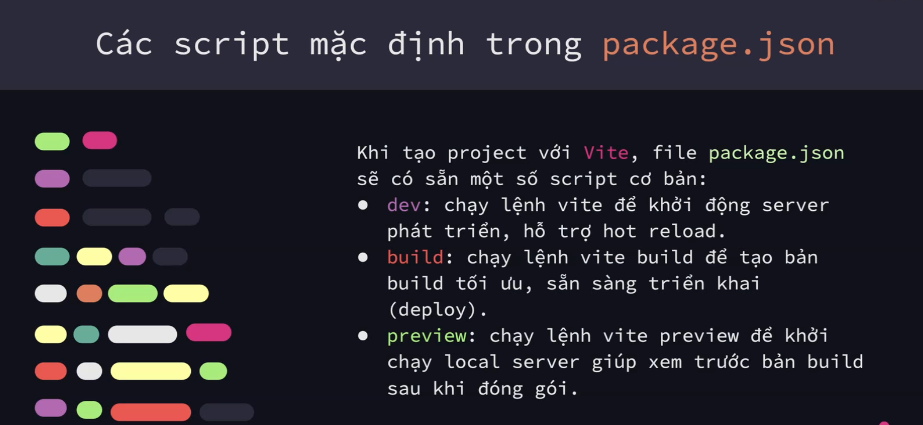 Các script mặc định trong package.json
Khi tạo project với Vite, file package.json
sẽ có sẵn một số script cơ bản:
● dev: chạy lệnh vite để khởi động server
phát triển, hỗ trợ hot reload.
● build: chạy lệnh vite build để tạo bản
build tối ưu, sẵn sàng triển khai
(deploy).
● preview: chạy lệnh vite preview để khởi
chạy local server giúp xem trước bản build
sau khi đóng gói.